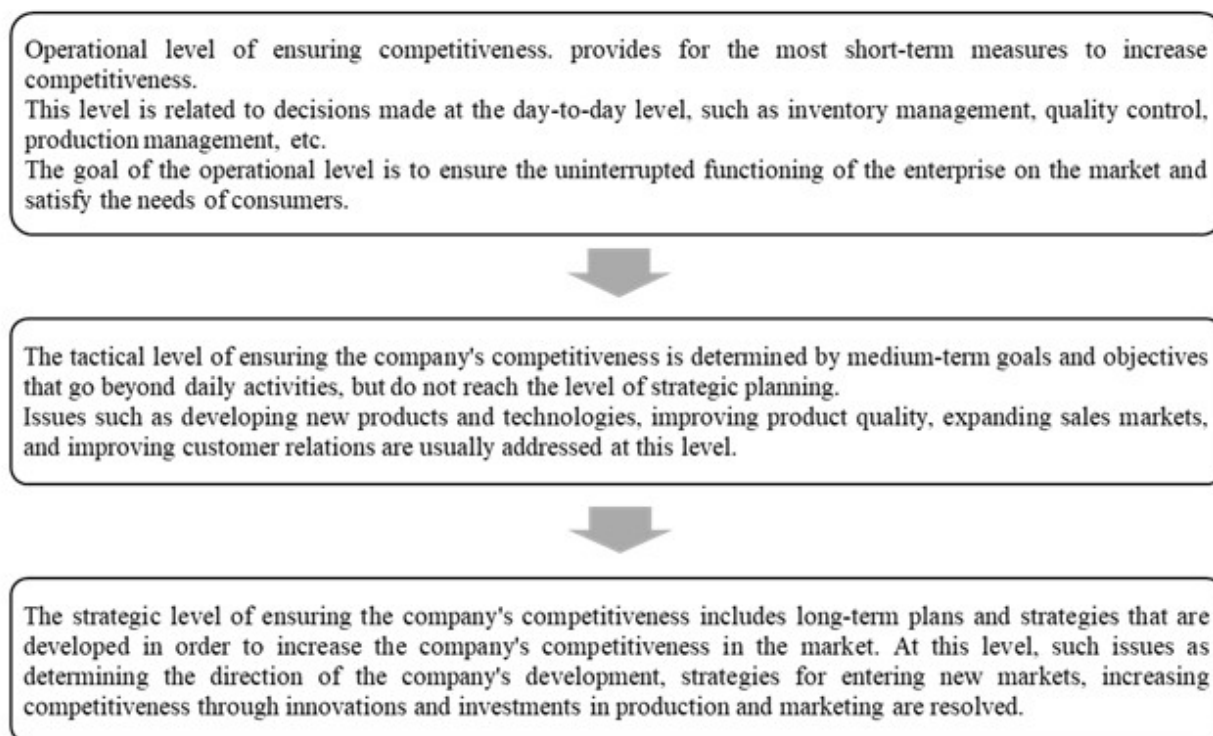 Operational level of ensuring competitiveness. provides for the most short-term measures to increase
competitiveness.
This level is related to decisions made at the day-to-day level, such as inventory management, quality control,
production management, etc.
The goal of the operational level is to ensure the uninterrupted functioning of the enterprise on the market and
satisfy the needs of consumers.
The tactical level of ensuring the company's competitiveness is determined by medium-term goals and objectives
that go beyond daily activities, but do not reach the level of strategic planning.
Issues such as developing new products and technologies, improving product quality, expanding sales markets,
and improving customer relations are usually addressed at this level.
The strategic level of ensuring the company's competitiveness includes long-term plans and strategies that are
developed in order to increase the company's competitiveness in the market. At this level, such issues as
determining the direction of the company's development, strategies for entering new markets, increasing
competitiveness through innovations and investments in production and marketing are resolved.